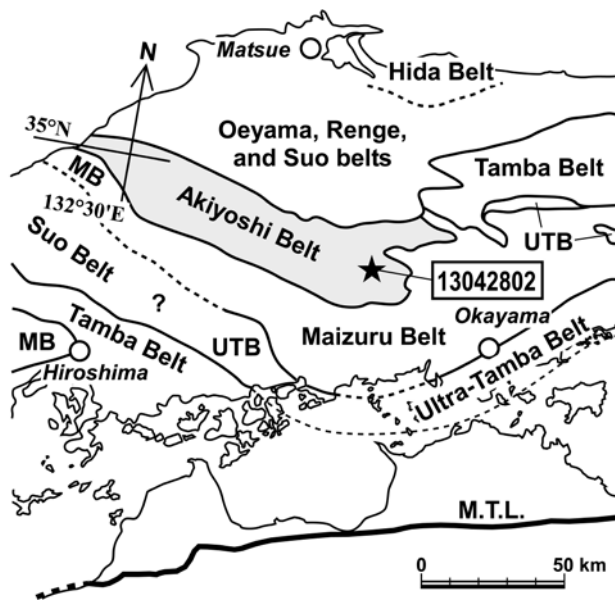 N
Matsue
Hida Belt
35°N
Oeyama, Renge,
and Suo belts
MB
Tamba Belt
132°30'E
Akiyoshi Belt
UTB
Suo Belt
13042802
?
Okayama
MB
Tamba Belt
UTB
Maizuru Belt
Hiroshima
Ultra-Tamba Belt
M.T.L.
0 50 km